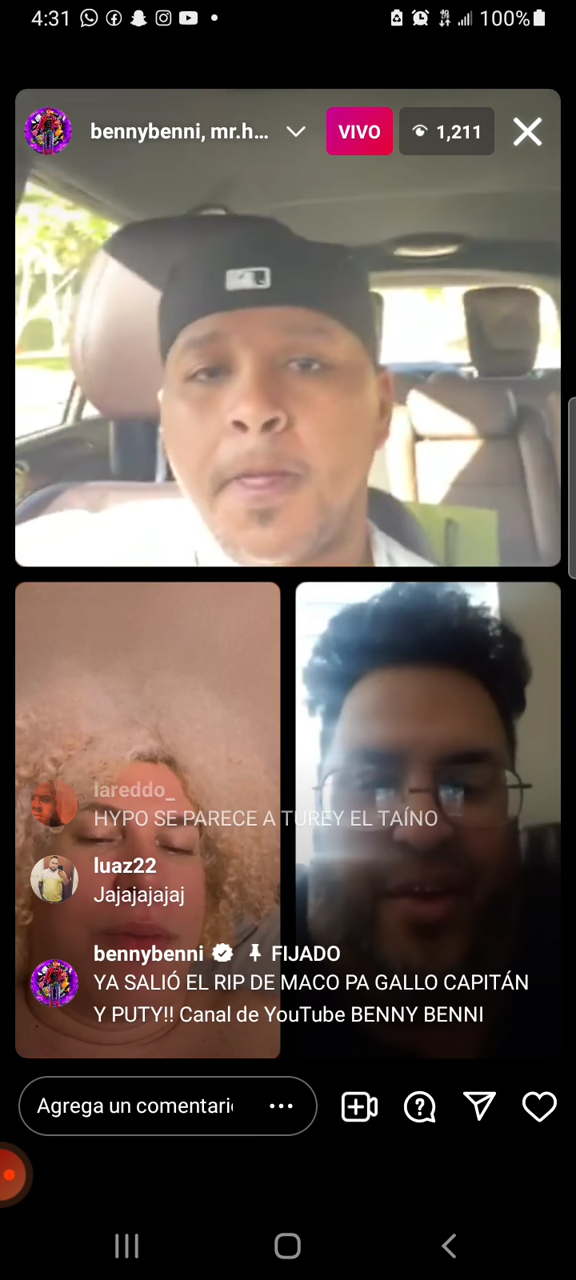 4:31
100%
bennybenni, mr.h...
VIVO
1,211
lareddo_
HYPO SE PARECE A TUREY EL TAÍNO
luaz22
Jajajajajaj
bennybenni FIJADO
YA SALIÓ EL RIP DE MACO PA GALLO CAPITÁN
Y PUTY!! Canal de YouTube BENNY BENNI
Agrega un comentari